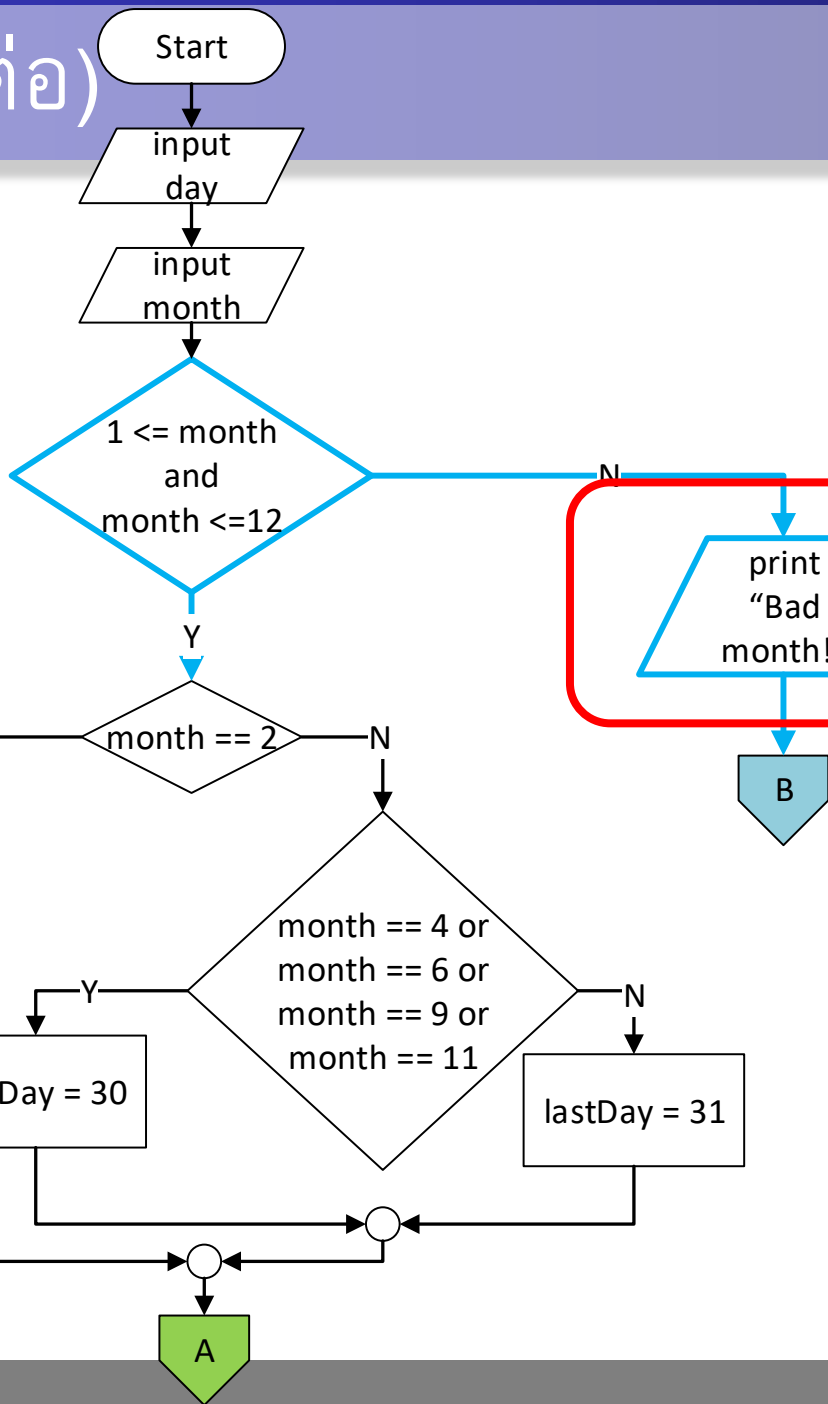 ต่อ)
Start
input
day
input
month
1 <= month
and
month <=12
N
print
“Bad
month!
Y
month == 2
N
B
month == 4 or
month == 6 or
month == 9 or
month == 11
Y
N
Day = 30
lastDay = 31
A